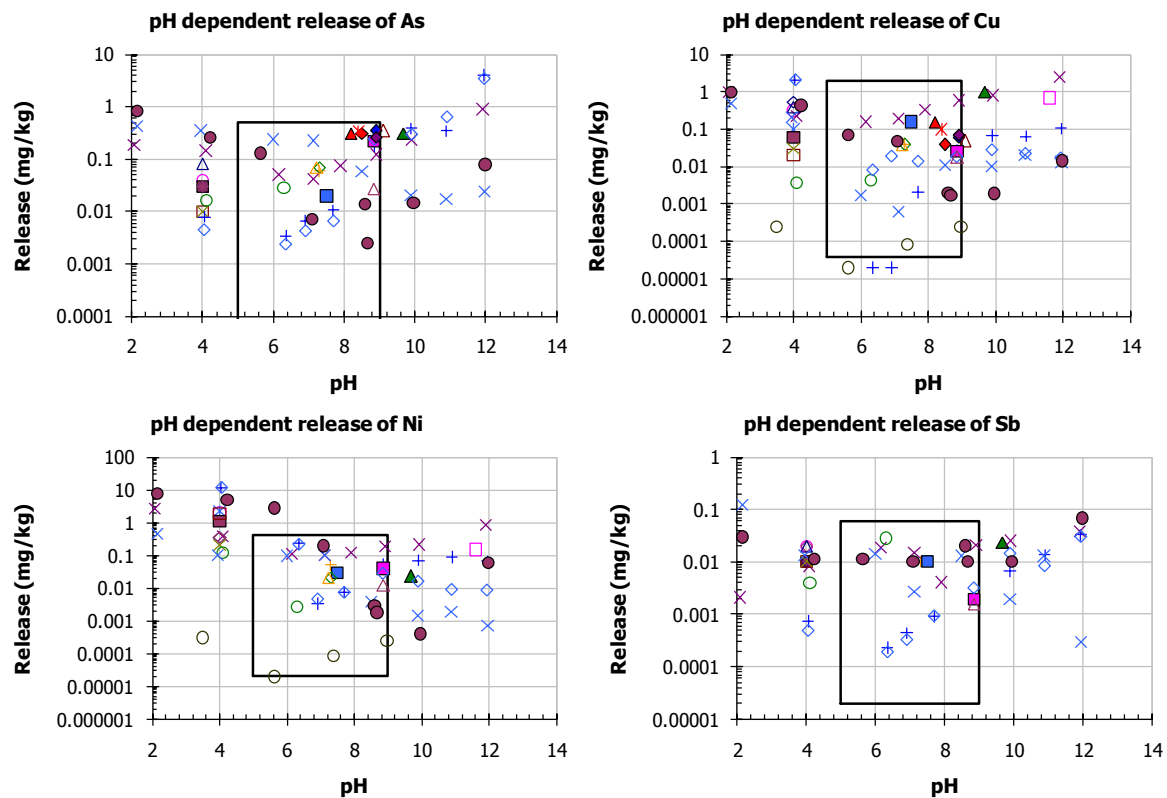 pH dependent release of As
Release (mg/kg)
10
1
0.1
0.01
0.001
0.0001
2 4 6 8 10 12 14
pH
pH dependent release of Cu
Release (mg/kg)
10
1
0.1
0.01
0.001
0.0001
0.00001
0.000001
2 4 6 8 10 12 14
pH
pH dependent release of Ni
Release (mg/kg)
100
10
1
0.1
0.01
0.001
0.0001
0.00001
0.000001
2 4 6 8 10 12 14
pH
pH dependent release of Sb
Release (mg/kg)
1
0.1
0.01
0.001
0.0001
0.00001
2 4 6 8 10 12 14
pH